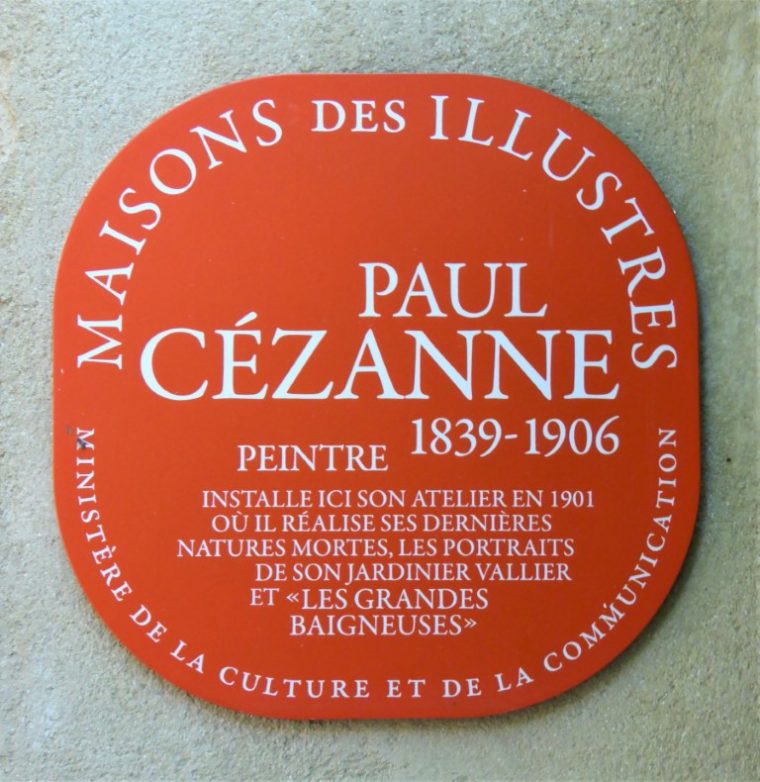 MAISONS DES ILLUSTRES
PAUL
CÉZANNE
1839-1906
PEINTRE
INSTALLE ICI SON ATELIER EN 1901
OÙ IL RÉALISE SES DERNIÈRES
NATURES MORTES, LES PORTRAITS
DE SON JARDINIER VALLIER
ET «LES GRANDES
BAIGNEUSES»
MINISTÈRE DE LA CULTURE ET DE LA COMMUNICATION